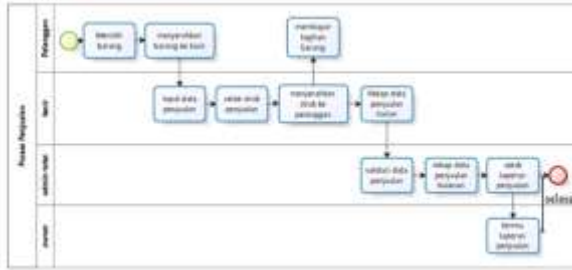 Proses Penjualan
Pelanggan
memilih
barang
menyerahkan
barang ke kasir
membayar
tagihan
barang
kasir
input data
penjualan
cetak struk
penjualan
menyerahkan
struk ke
pelanggan
rekap data
penjualan
harian
admin toko
validasi data
penjualan
rekap data
penjualan
bulanan
cetak
laporan
penjualan
selesai
owner
terima
laporan
penjualan